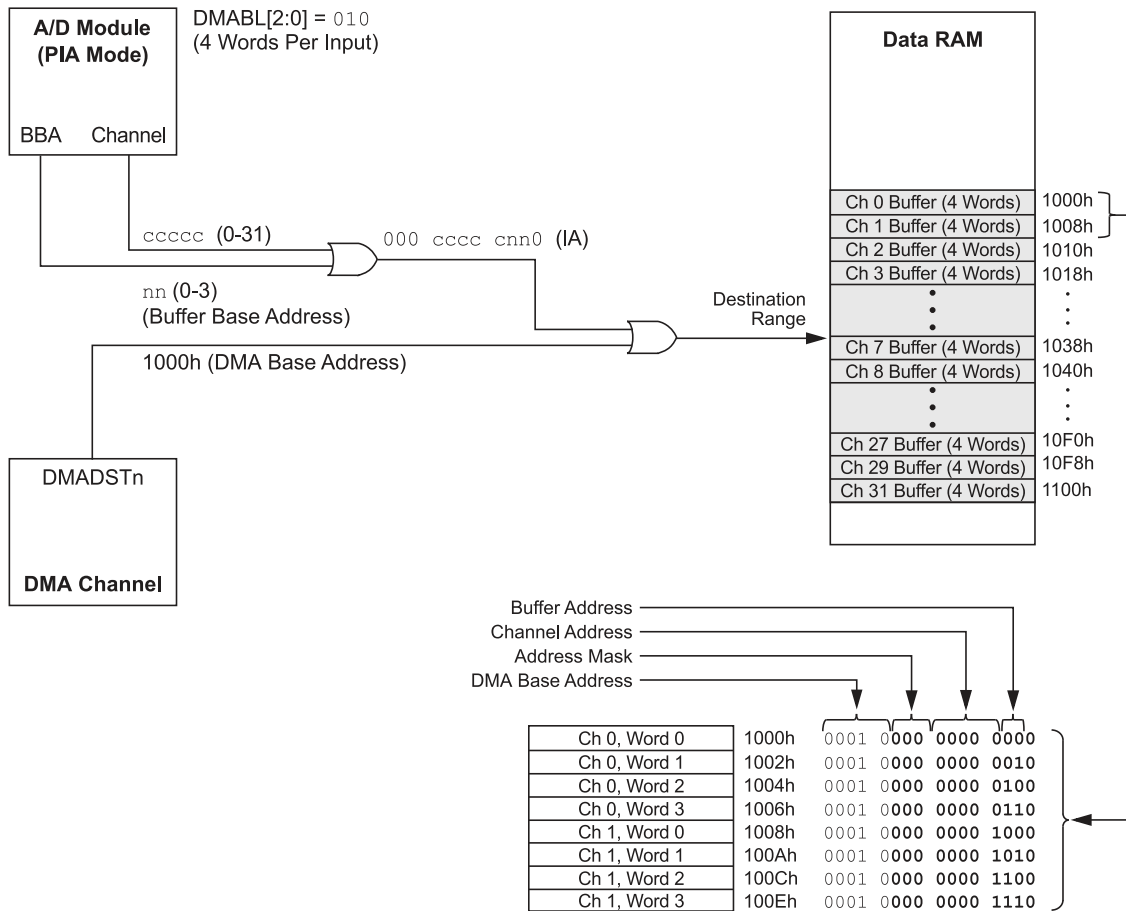 A/D Module
(PIA Mode)
BBA Channel
DMABL[2:0] = 010
(4 Words Per Input)
ccccc (0-31)
000 cccc cnn0 (IA)
nn (0-3)
(Buffer Base Address)
1000h (DMA Base Address)
DMADSTn
DMA Channel
Destination
Range
Data RAM
Ch 0 Buffer (4 Words) 1000h
Ch 1 Buffer (4 Words) 1008h
Ch 2 Buffer (4 Words) 1010h
Ch 3 Buffer (4 Words) 1018h
Ch 7 Buffer (4 Words) 1038h
Ch 8 Buffer (4 Words) 1040h
Ch 27 Buffer (4 Words) 10F0h
Ch 29 Buffer (4 Words) 10F8h
Ch 31 Buffer (4 Words) 1100h
Buffer Address
Channel Address
Address Mask
DMA Base Address
Ch 0, Word 0 1000h 0001 0000 0000 0000
Ch 0, Word 1 1002h 0001 0000 0000 0010
Ch 0, Word 2 1004h 0001 0000 0000 0100
Ch 0, Word 3 1006h 0001 0000 0000 0110
Ch 1, Word 0 1008h 0001 0000 0000 1000
Ch 1, Word 1 100Ah 0001 0000 0000 1010
Ch 1, Word 2 100Ch 0001 0000 0000 1100
Ch 1, Word 3 100Eh 0001 0000 0000 1110